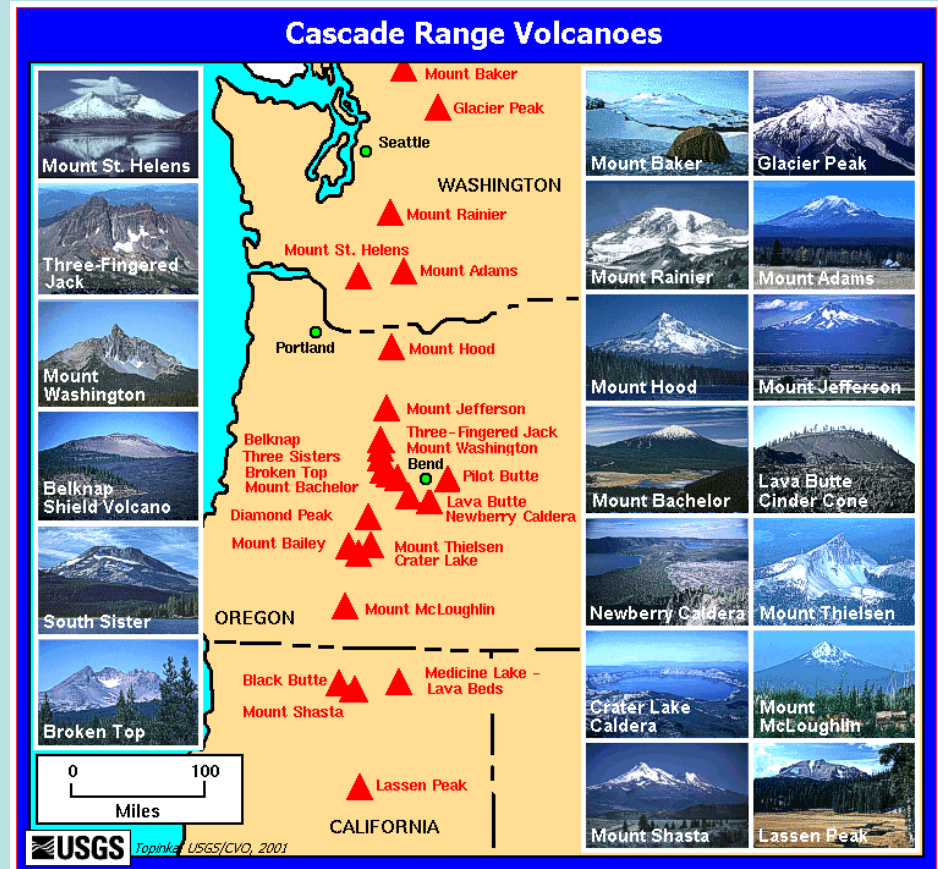 Cascade Range Volcanoes
Mount St. Helens
Three-Fingered
Jack
Mount
Washington
Belknap
Shield Volcano
South Sister
Broken Top
0 100
Miles
USGS
Topinka, USGS/CVO, 2001
Mount Baker
Glacier Peak
Seattle
WASHINGTON
Mount Rainier
Mount St. Helens
Mount Adams
Portland
Mount Hood
Mount Jefferson
Three-Fingered Jack
Mount Washington
Belknap
Three Sisters
Broken Top
Mount Bachelor
Bend
Pilot Butte
Lava Butte
Newberry Caldera
Diamond Peak
Mount Bailey
Mount Thielsen
Crater Lake
Mount McLoughlin
OREGON
Black Butte
Mount Shasta
Medicine Lake -
Lava Beds
Lassen Peak
CALIFORNIA
Mount Baker
Glacier Peak
Mount Rainier
Mount Adams
Mount Hood
Mount Jefferson
Mount Bachelor
Lava Butte
Cinder Cone
Newberry Caldera
Mount Thielsen
Crater Lake
Caldera
Mount
McLoughlin
Mount Shasta
Lassen Peak